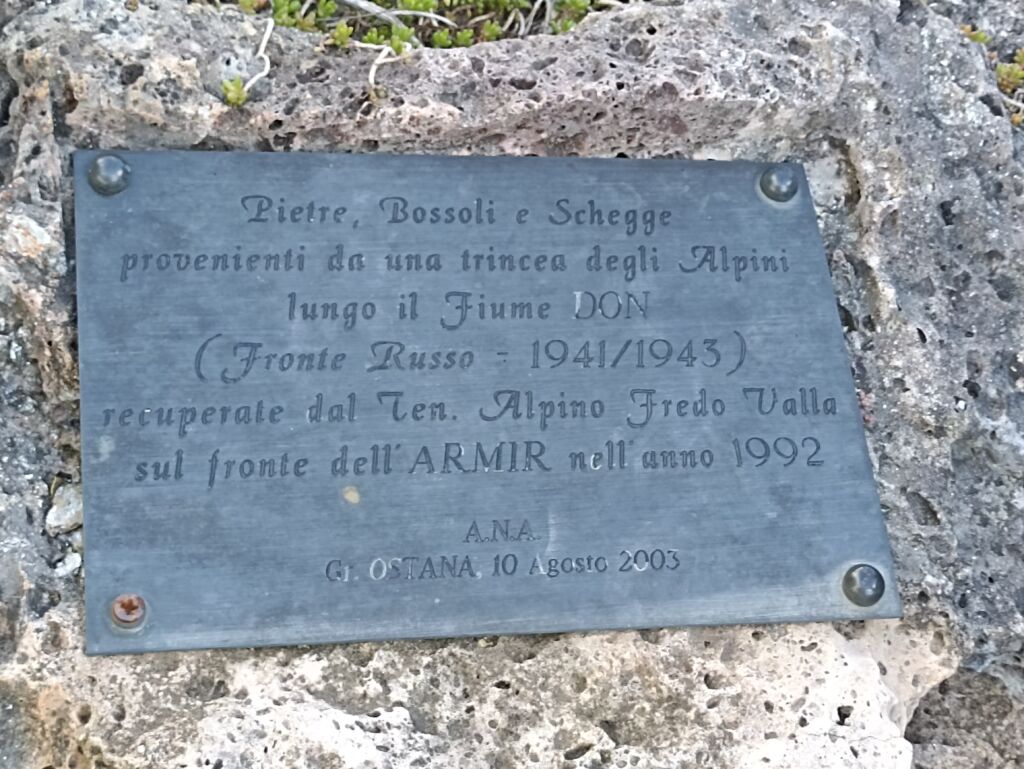 Pietre, Bossoli e Schegge
provenienti da una trincea degli Alpini
lungo il Fiume DON
(Fronte Russo - 1941/1943)
recuperate dal Ten. Alpino Fredo Valla
sul fronte dell'ARMIR nell'anno 1992
A.N.A.
Gr. OSTANA, 10 Agosto 2003